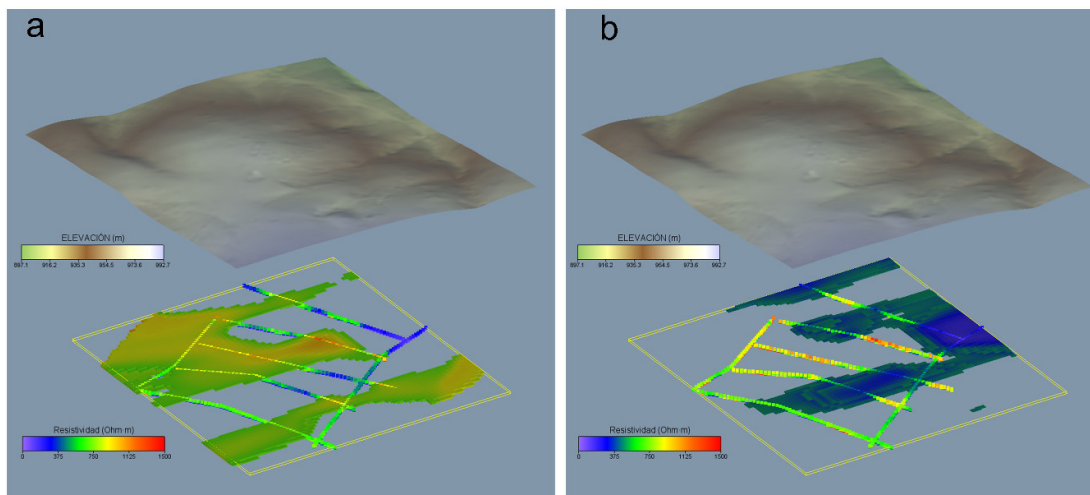 a
ELEVACIÓN (m)
897.1 916.2 935.3 954.5 973.6 992.7
Resistividad (Ohm·m)
0 375 750 1125 1500
b
ELEVACIÓN (m)
897.1 916.2 935.3 954.5 973.6 992.7
Resistividad (Ohm·m)
0 375 750 1125 1500